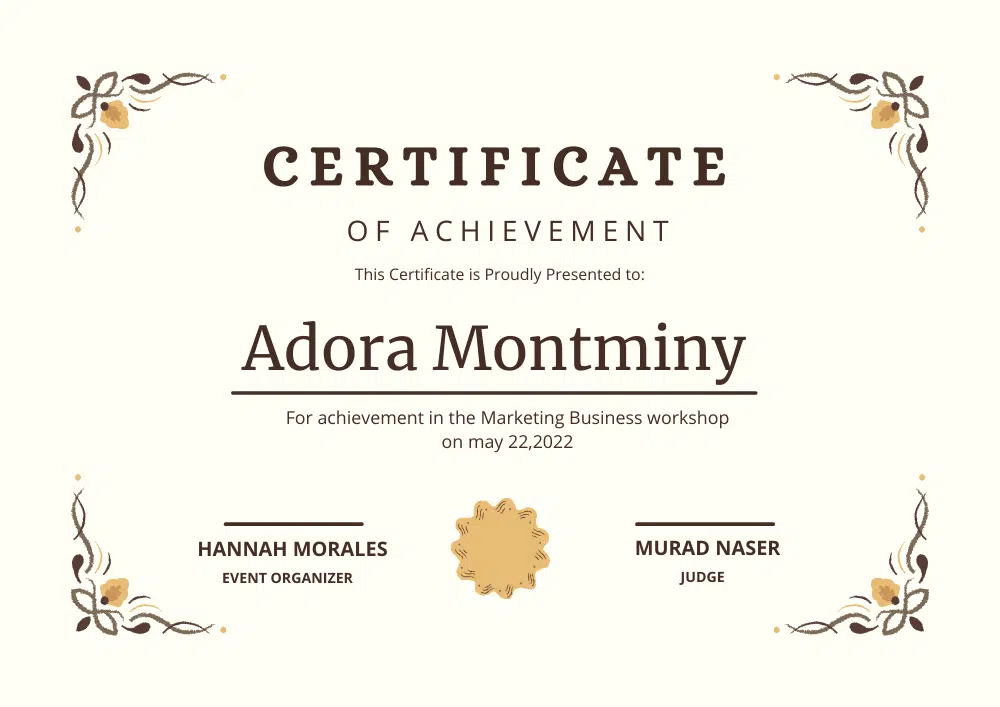 CERTIFICATE
OF ACHIEVEMENT
This Certificate is Proudly Presented to:
Adora Montminy
For achievement in the Marketing Business workshop
on may 22,2022
HANNAH MORALES
EVENT ORGANIZER
MURAD NASER
JUDGE